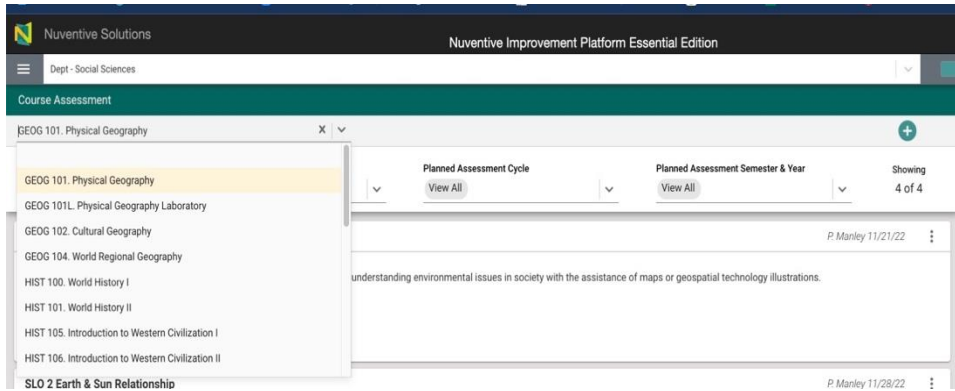 Nuventive Solutions
Nuventive Improvement Platform Essential Edition
Dept - Social Sciences
Course Assessment
GEOG 101. Physical Geography X
GEOG 101. Physical Geography
GEOG 101L. Physical Geography Laboratory
GEOG 102. Cultural Geography
GEOG 104. World Regional Geography
HIST 100. World History I
HIST 101. World History II
HIST 105. Introduction to Western Civilization I
HIST 106. Introduction to Western Civilization II
Planned Assessment Cycle
View All
Planned Assessment Semester & Year
View All
Showing
4 of 4
P. Manley 11/21/22
understanding environmental issues in society with the assistance of maps or geospatial technology illustrations.
SLO 2 Earth & Sun Relationship
P. Manley 11/28/22